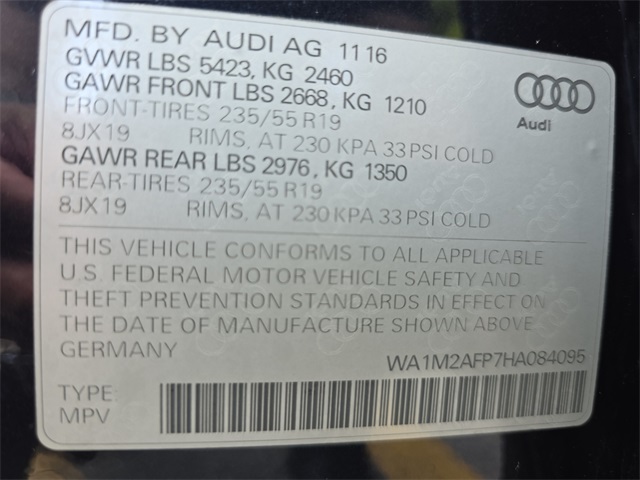 MFD. BY AUDI AG 11 16
GVWR LBS 5423, KG 2460
GAWR FRONT LBS 2668, KG 1210
FRONT-TIRES 235/55 R19
8JX19 RIMS, AT 230 KPA 33 PSI COLD
GAWR REAR LBS 2976, KG 1350
REAR-TIRES 235/55 R19
8JX19 RIMS, AT 230 KPA 33 PSI COLD
Audi
THIS VEHICLE CONFORMS TO ALL APPLICABLE
U.S. FEDERAL MOTOR VEHICLE SAFETY AND
THEFT PREVENTION STANDARDS IN EFFECT ON
THE DATE OF MANUFACTURE SHOWN ABOVE.
GERMANY WA1M2AFP7HA084095
TYPE:
MPV